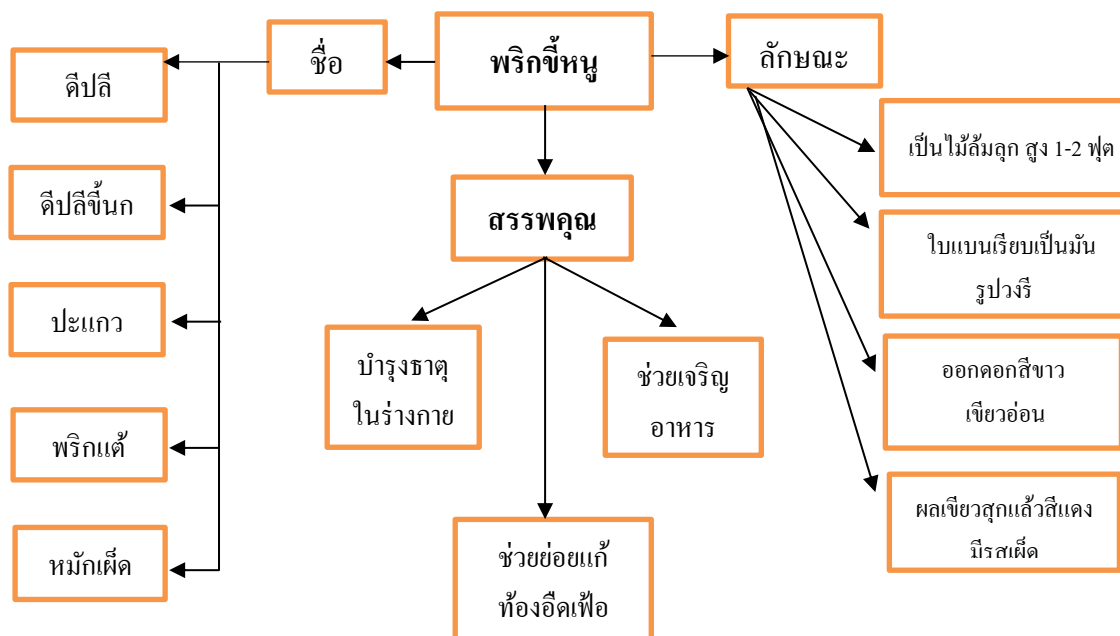 พริกขี้หนู
ชื่อ
ดีปลี
ดีปลีขี้นก
ปะแกว
พริกแต้
หมักเผ็ด
สรรพคุณ
บำรุงธาตุ
ในร่างกาย
ช่วยย่อยแก้
ท้องอืดเฟ้อ
ช่วยเจริญ
อาหาร
ลักษณะ
เป็นไม้ล้มลุก สูง 1-2 ฟุต
ใบแบนเรียบเป็นมัน
รูปวงรี
ออกดอกสีขาว
เขียวอ่อน
ผลเขียวสุกแล้วสีแดง
มีรสเผ็ด